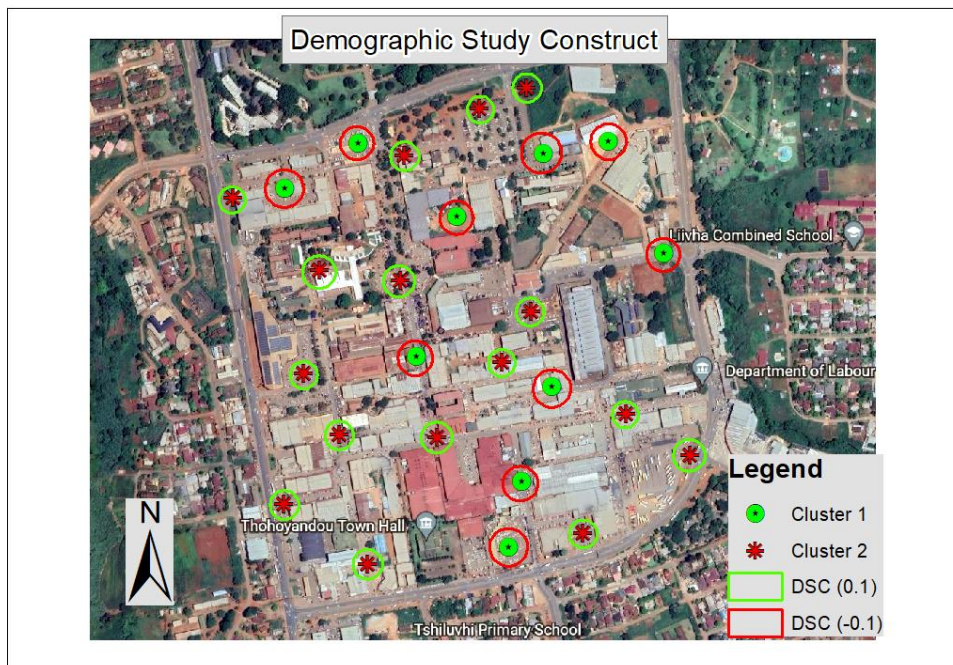 Demographic Study Construct
Liivha Combined School
Department of Labour
Legend
Cluster 1
Cluster 2
DSC (0.1)
DSC (-0.1)
N
Thohoyandou Town Hall
Tshiluvhi Primary School